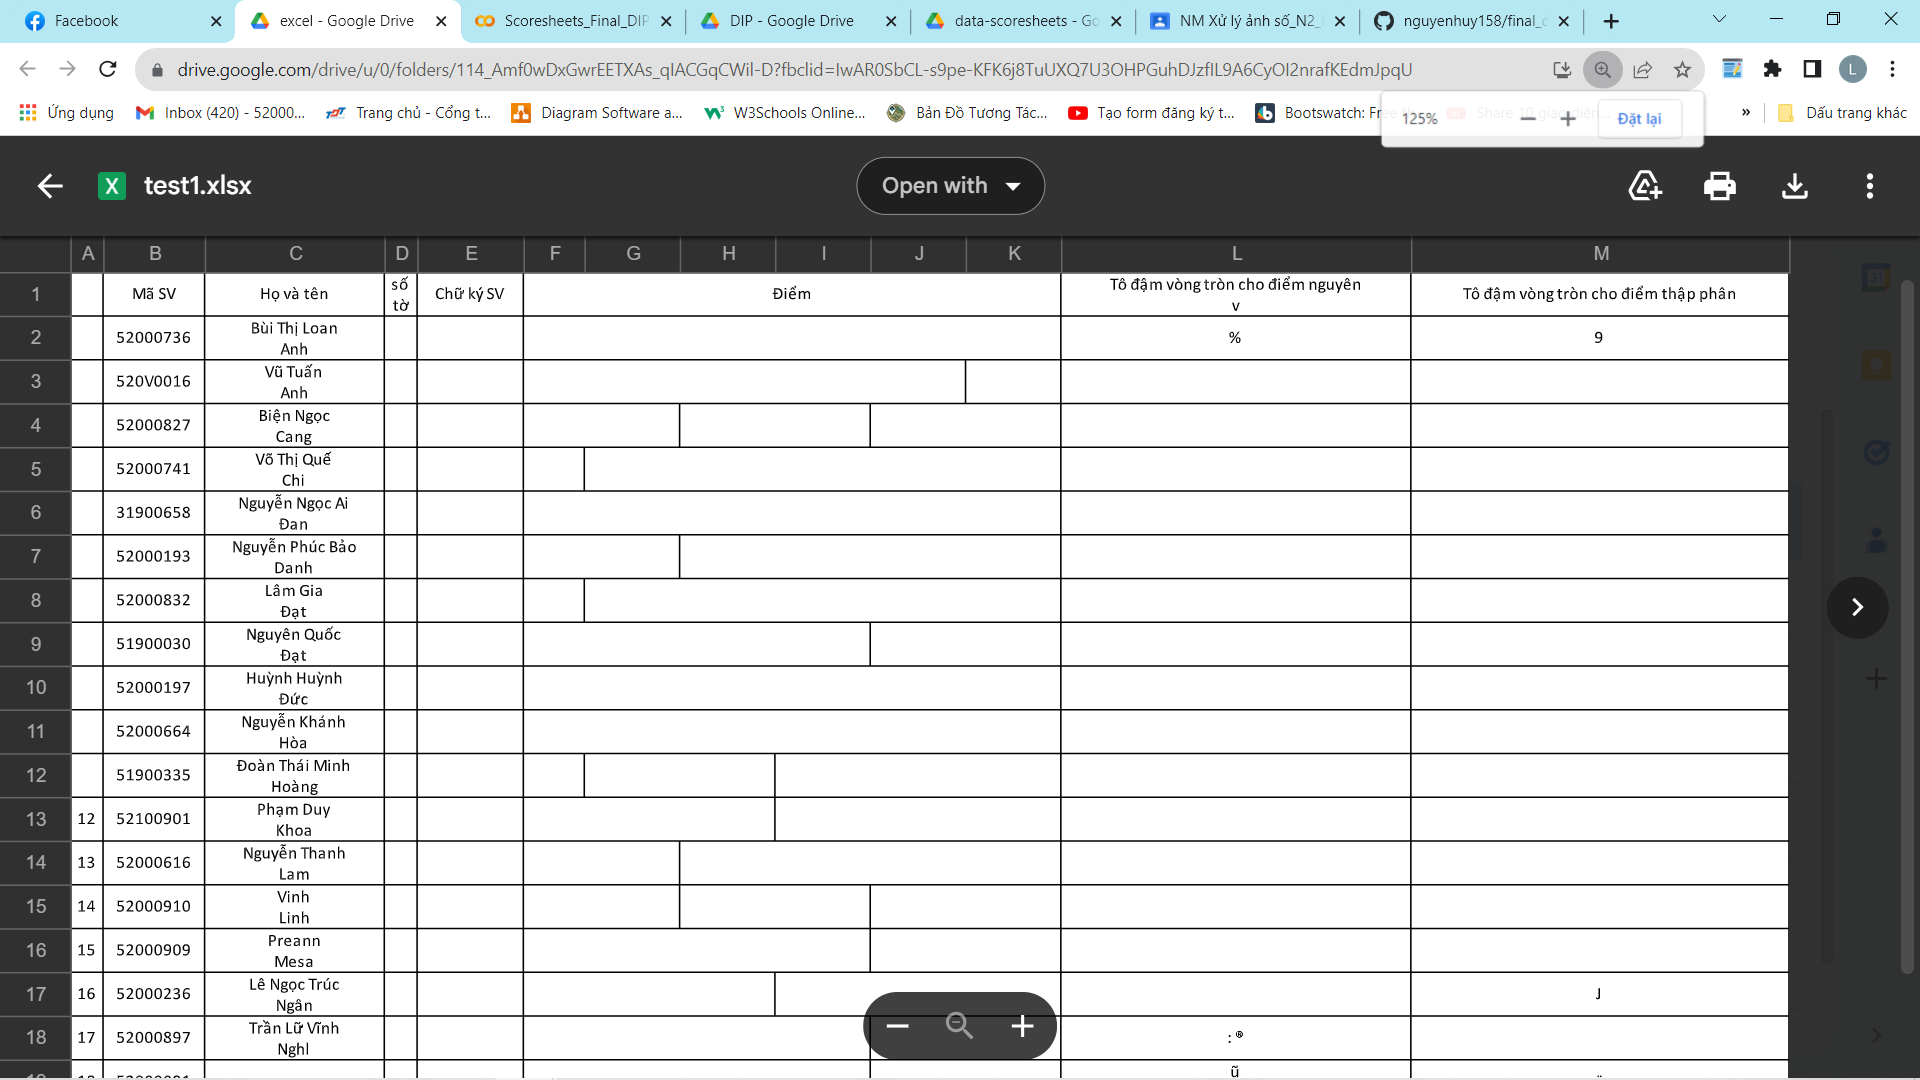 Facebook
excel - Google Drive
Scoresheets_Final_DIP
DIP - Google Drive
data-scoresheets - Go
NM Xử lý ảnh số_N2_
nguyenhuy158/final_
drive.google.com/drive/u/0/folders/114_Amf0wDxGwrEETXAs_qIACGqCWil-D?fbclid=IwAR0SbCL-s9pe-KFK6j8TuUXQ7U3OHPGuhDJzfIL9A6CyOI2nrafKEdmJpqU
L
Ứng dụng
Inbox (420) - 52000...
Trang chủ - Cổng t...
Diagram Software a...
W3Schools Online...
Bản Đồ Tương Tác...
Tạo form đăng ký t...
Bootswatch: Free
Share 10 giao diện...
»
Dấu trang khác
125%
Đặt lại
X test1.xlsx
Open with
A B C D E F G H I J K L M
1 Mã SV Họ và tên số tờ Chữ ký SV Điểm Tô đậm vòng tròn cho điểm nguyên v Tô đậm vòng tròn cho điểm thập phân
2 52000736 Bùi Thị Loan Anh % 9
3 520V0016 Vũ Tuấn Anh
4 52000827 Biện Ngọc Cang
5 52000741 Võ Thị Quế Chi
6 31900658 Nguyễn Ngọc Ai Đan
7 52000193 Nguyễn Phúc Bảo Danh
8 52000832 Lâm Gia Đạt
9 51900030 Nguyên Quốc Đạt
10 52000197 Huỳnh Huỳnh Đức
11 52000664 Nguyễn Khánh Hòa
12 51900335 Đoàn Thái Minh Hoàng
13 12 52100901 Phạm Duy Khoa
14 13 52000616 Nguyễn Thanh Lam
15 14 52000910 Vinh Linh
16 15 52000909 Preann Mesa
17 16 52000236 Lê Ngọc Trúc Ngân J
18 17 52000897 Trần Lữ Vĩnh Nghl : ®
ũ